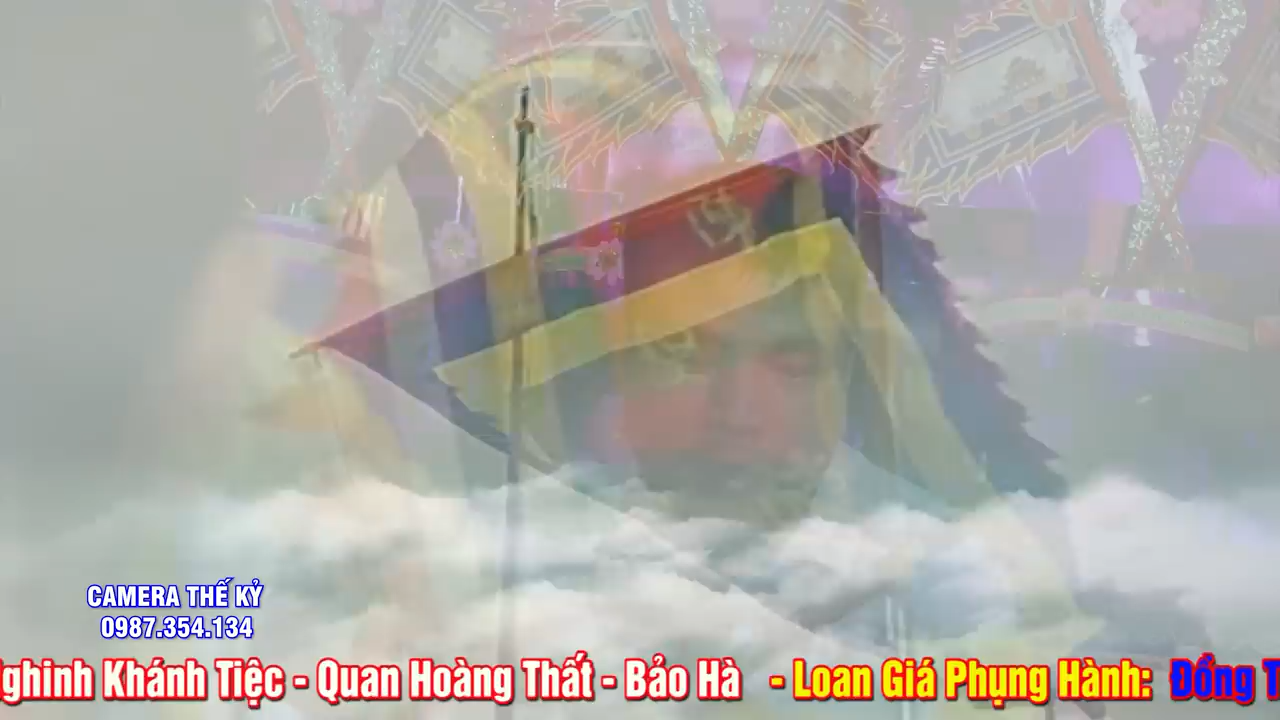 CAMERA THẾ KỶ
0987.354.134
ghinh Khánh Tiệc - Quan Hoàng Thất - Bảo Hà - Loan Giá Phụng Hành: Đồng T